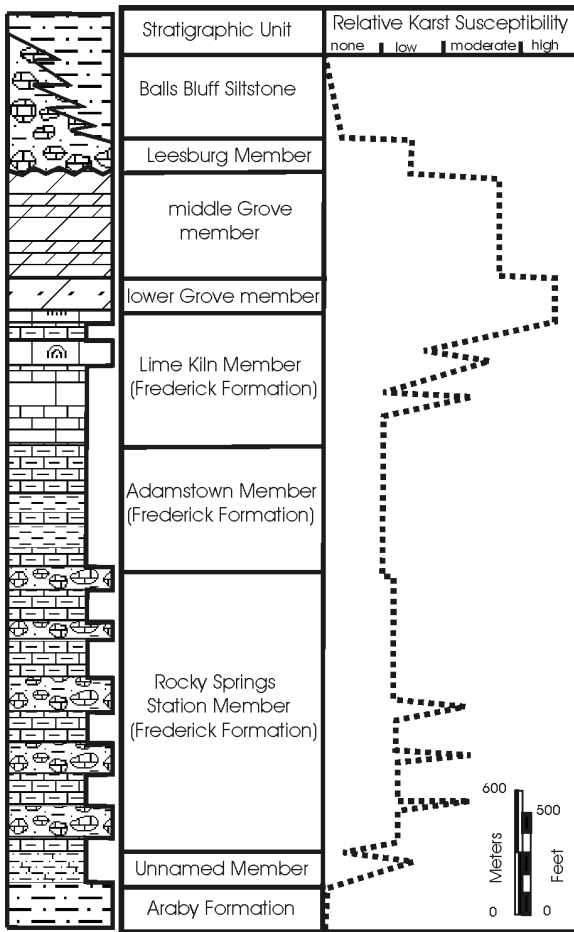 Stratigraphic Unit
Relative Karst Susceptibility
none low moderate high
Balls Bluff Siltstone
Leesburg Member
middle Grove
member
lower Grove member
Lime Kiln Member
(Frederick Formation)
Adamstown Member
(Frederick Formation)
Rocky Springs
Station Member
(Frederick Formation)
Unnamed Member
Araby Formation
600
500
Meters
Feet
0
0